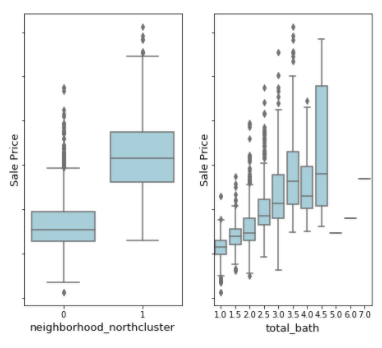 Sale Price
0 1
neighborhood_northcluster
Sale Price
1.0 1.5 2.0 2.5 3.0 3.5 4.0 4.5 5.0 6.0 7.0
total_bath